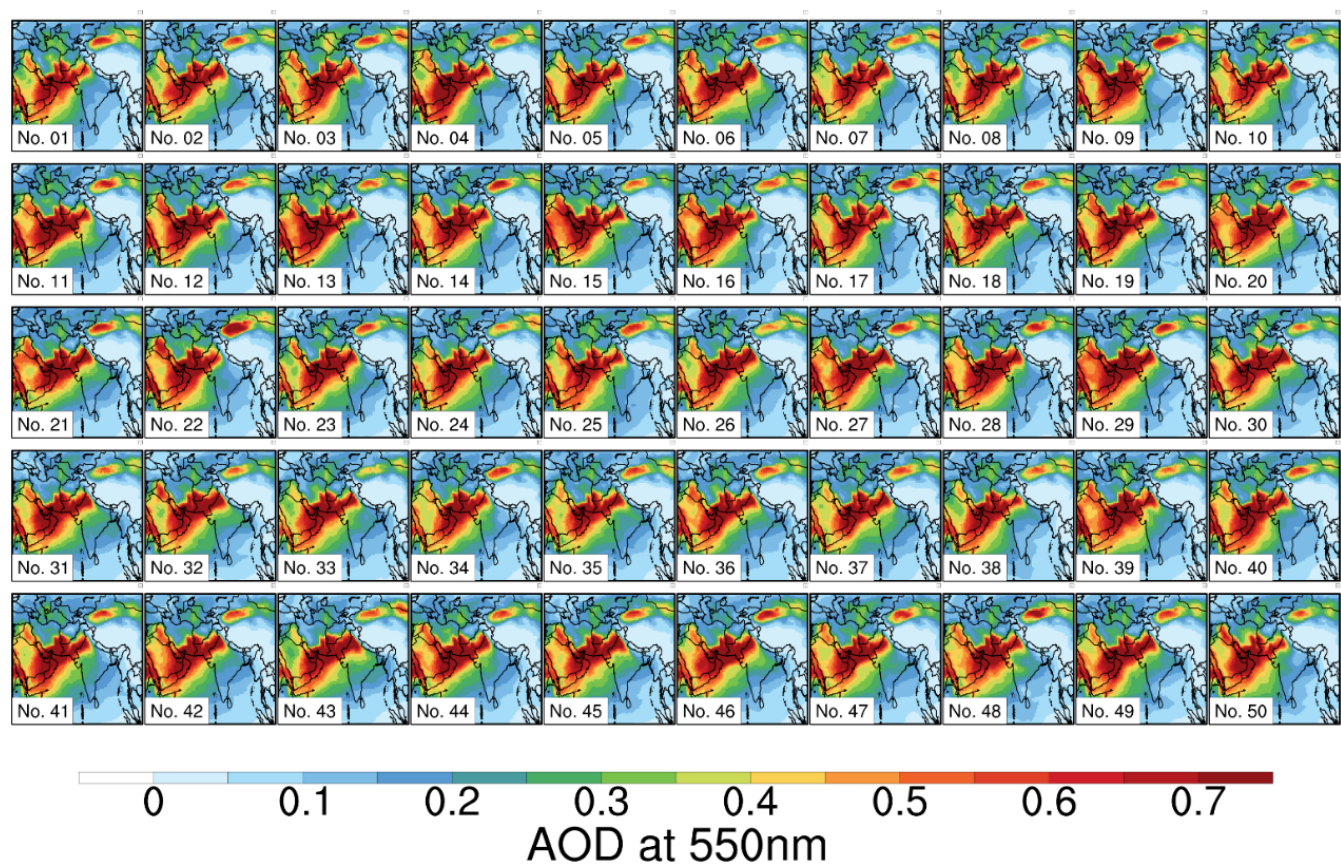 No. 01 No. 02 No. 03 No. 04 No. 05 No. 06 No. 07 No. 08 No. 09 No. 10
No. 11 No. 12 No. 13 No. 14 No. 15 No. 16 No. 17 No. 18 No. 19 No. 20
No. 21 No. 22 No. 23 No. 24 No. 25 No. 26 No. 27 No. 28 No. 29 No. 30
No. 31 No. 32 No. 33 No. 34 No. 35 No. 36 No. 37 No. 38 No. 39 No. 40
No. 41 No. 42 No. 43 No. 44 No. 45 No. 46 No. 47 No. 48 No. 49 No. 50
0 0.1 0.2 0.3 0.4 0.5 0.6 0.7
AOD at 550nm